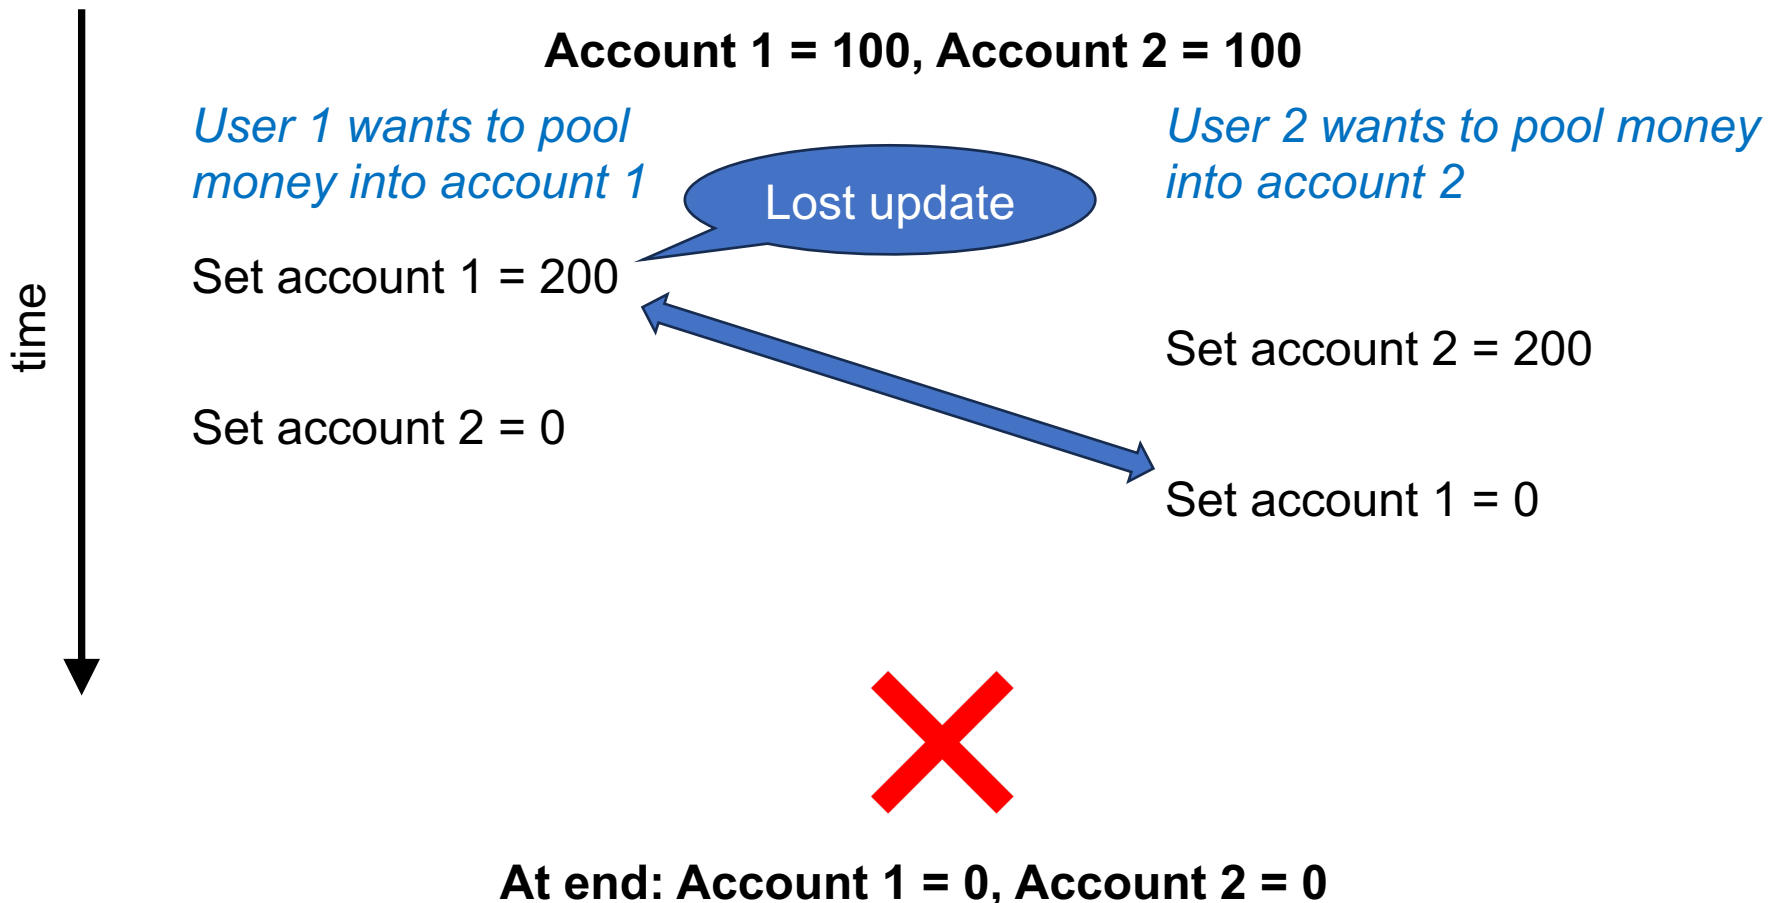 Account 1 = 100, Account 2 = 100
User 1 wants to pool
money into account 1
User 2 wants to pool money
into account 2
Lost update
Set account 1 = 200
time
Set account 2 = 200
Set account 2 = 0
Set account 1 = 0
At end: Account 1 = 0, Account 2 = 0